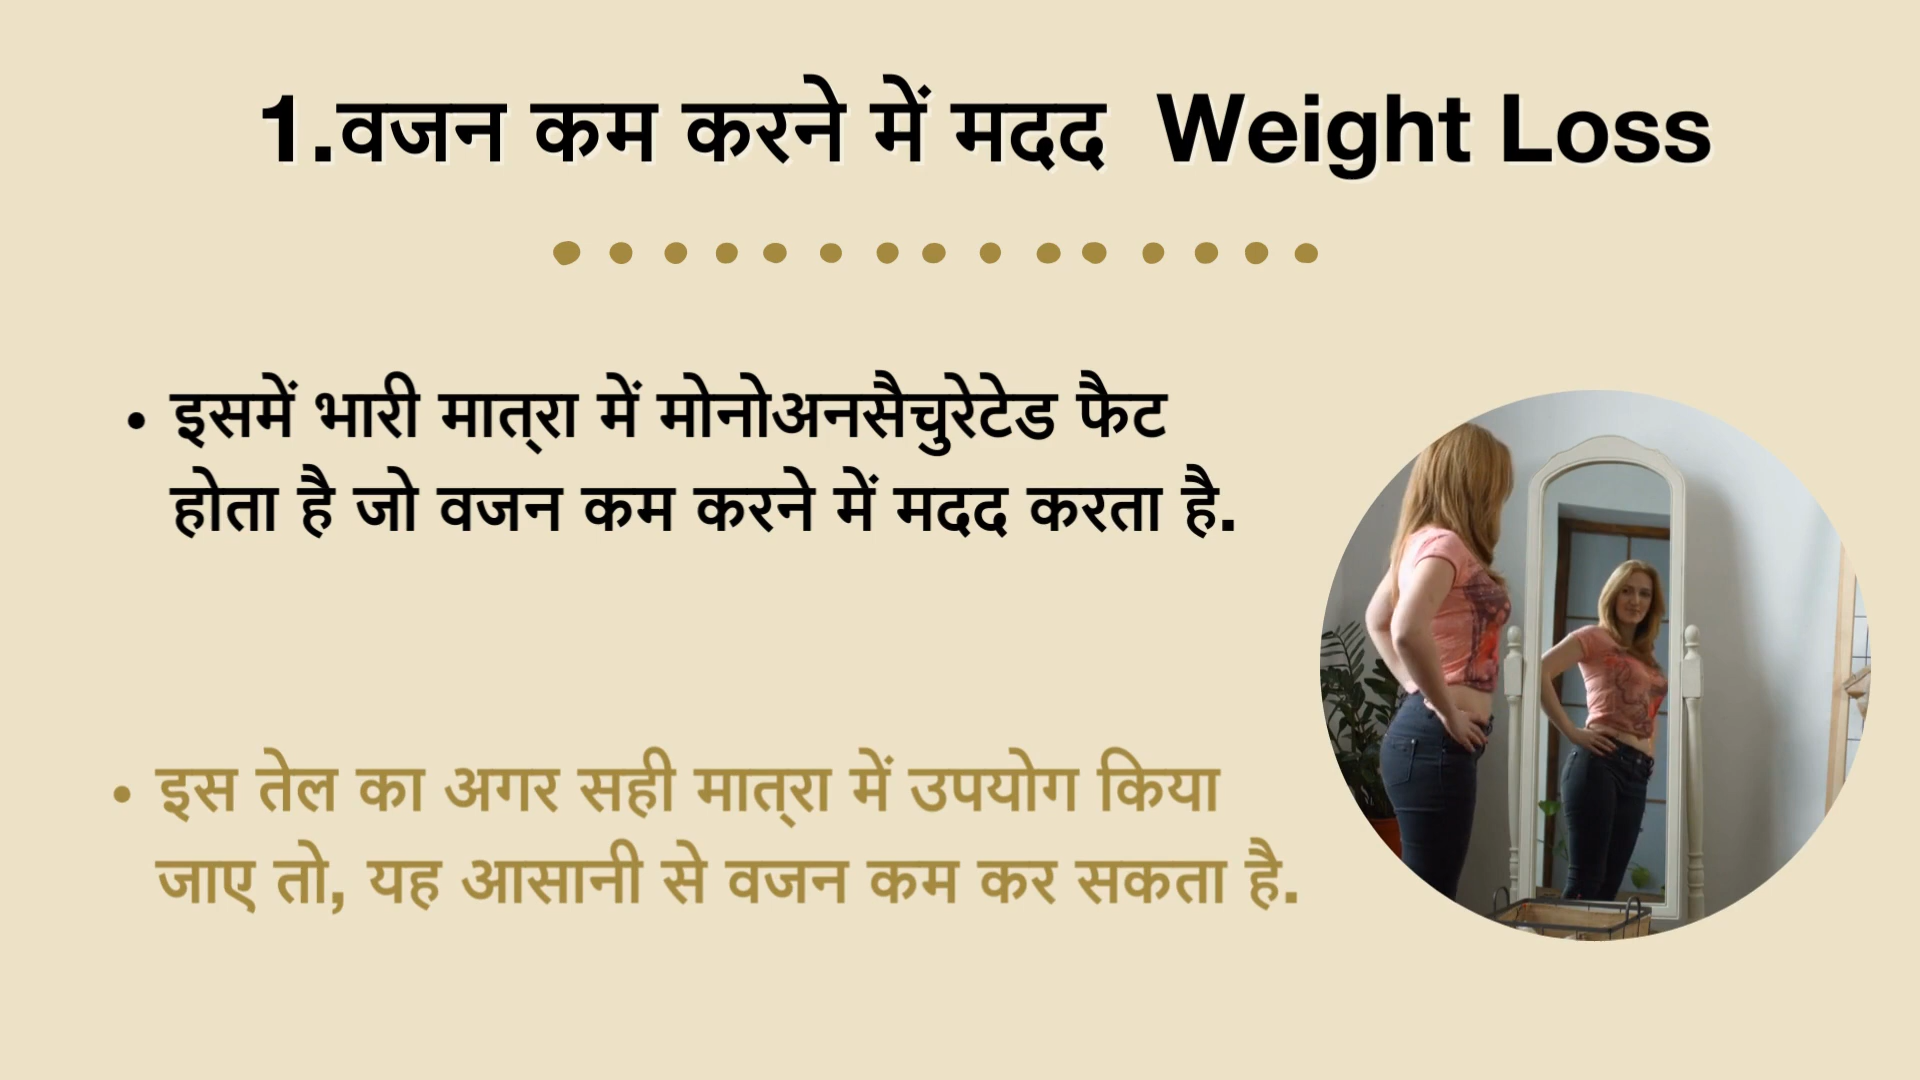 1.वजन कम करने में मदद Weight Loss
• इसमें भारी मात्रा में मोनोअनसैचुरेटेड फैट
होता है जो वजन कम करने में मदद करता है.
• इस तेल का अगर सही मात्रा में उपयोग किया
जाए तो, यह आसानी से वजन कम कर सकता है.